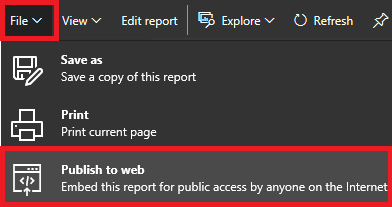 File View Edit report Explore Refresh
Save as
Save a copy of this report
Print
Print current page
Publish to web
Embed this report for public access by anyone on the Internet